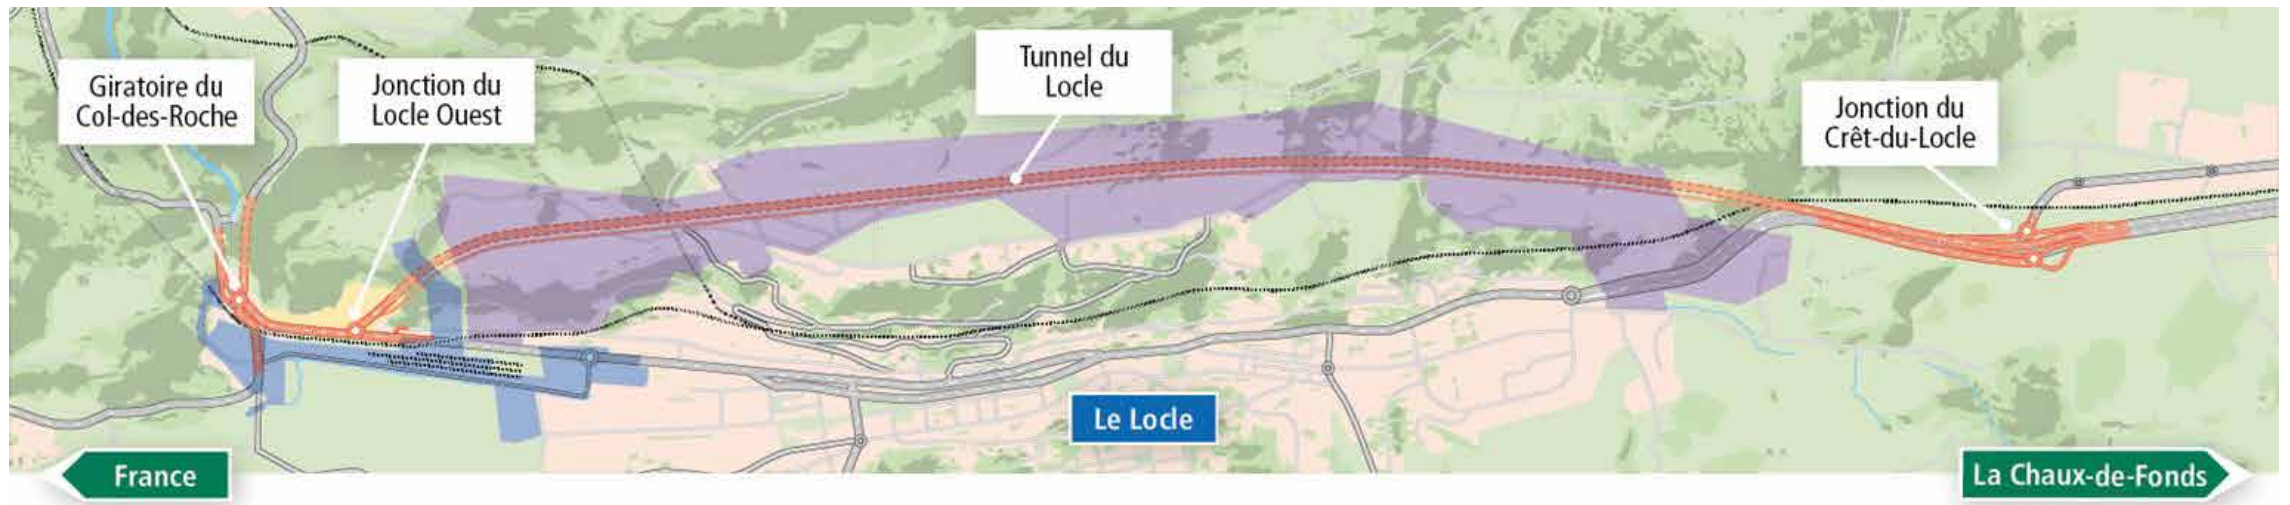 Giratoire du
Col-des-Roche
Jonction du
Locle Ouest
Tunnel du
Locle
Jonction du
Crêt-du-Locle
Le Locle
France
La Chaux-de-Fonds